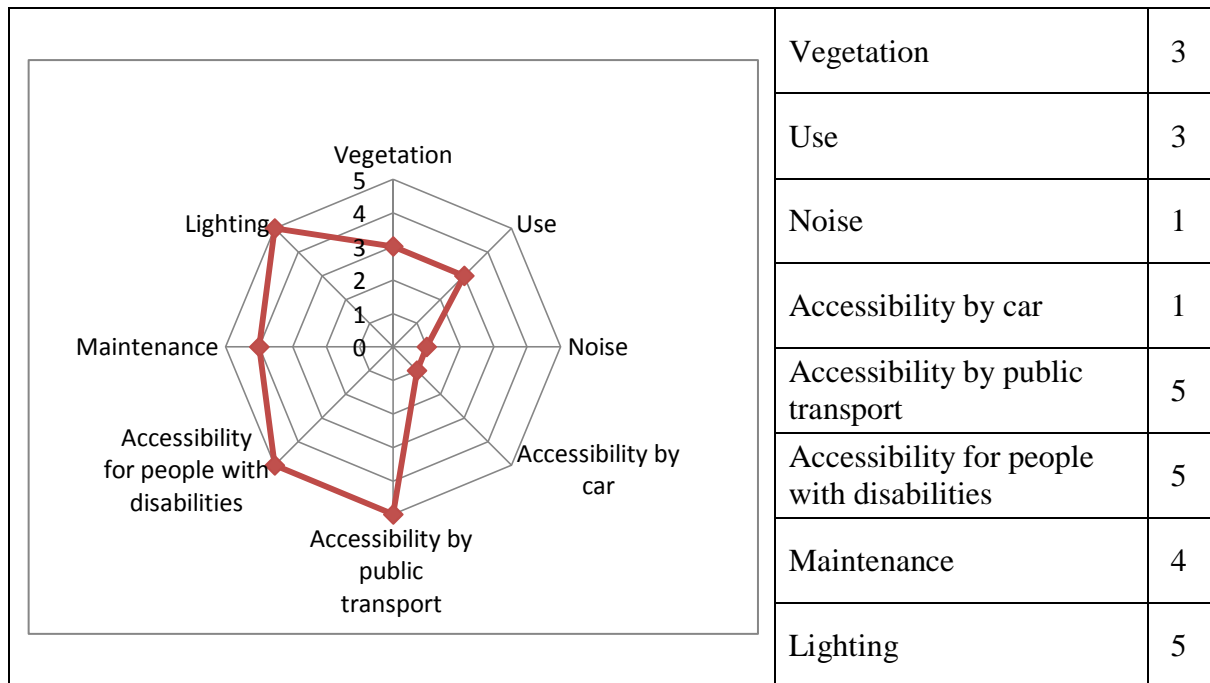 Vegetation
5
4
3
2
1
0
Lighting
Use
Maintenance
Noise
Accessibility
for people with
disabilities
Accessibility by
car
Accessibility by
public
transport
Vegetation 3
Use 3
Noise 1
Accessibility by car 1
Accessibility by public
transport 5
Accessibility for people
with disabilities 5
Maintenance 4
Lighting 5